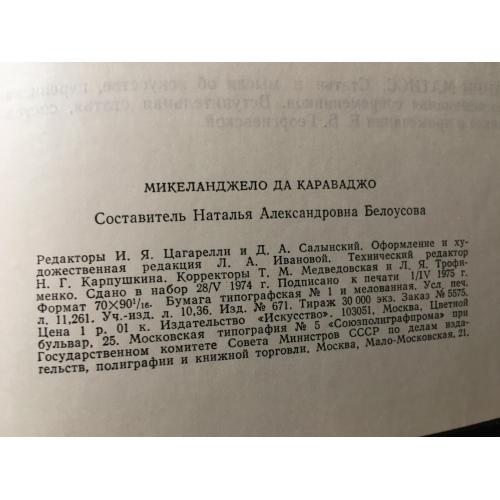 МИКЕЛАНДЖЕЛО ДА КАРАВАДЖО
Составитель Наталья Александровна Белоусова
Редакторы И. Я. Цагарелли и Д. А. Салынский. Оформление и ху-
дожественная редакция Л. А. Ивановой. Технический редактор
Н. Г. Карпушкина. Корректоры Т. М. Медведовская и Л. Я. Трофи-
менко. Сдано в набор 28/V 1974 г. Подписано к печати 1/IV 1975 г.
Формат 70×90¹/₁₆. Бумага типографская № 1 и мелованная. Усл. печ.
л. 11,261. Уч.-изд. л. 10,36. Изд. № 671. Тираж 30 000 экз. Заказ № 5575.
Цена 1 р. 01 к. Издательство «Искусство». 103051, Москва, Цветной
бульвар, 25. Московская типография № 5 «Союзполиграфпрома» при
Государственном комитете Совета Министров СССР по делам изда-
тельств, полиграфии и книжной торговли. Москва, Мало-Московская, 21.